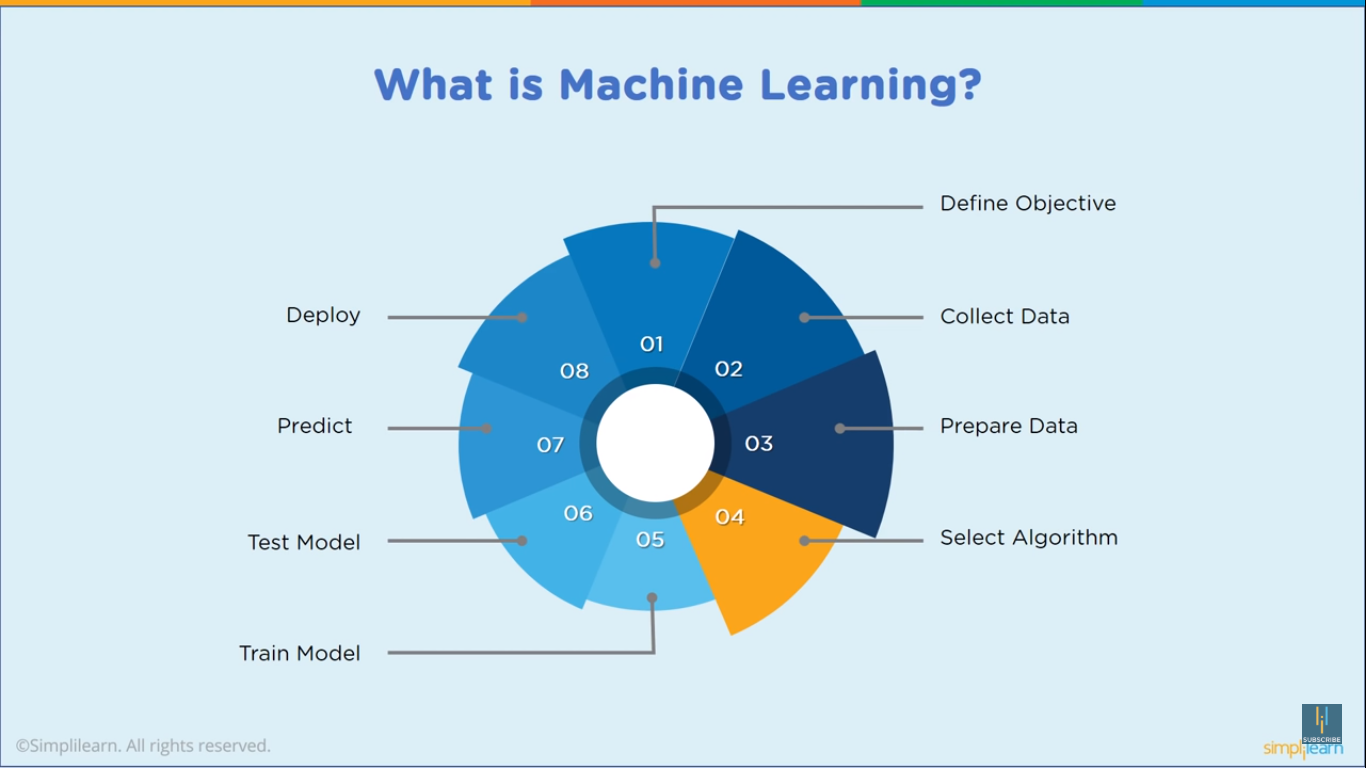 What is Machine Learning?
01 Define Objective
02 Collect Data
03 Prepare Data
04 Select Algorithm
05 Train Model
06 Test Model
07 Predict
08 Deploy
©Simplilearn. All rights reserved.
SUBSCRIBE
simplilearn